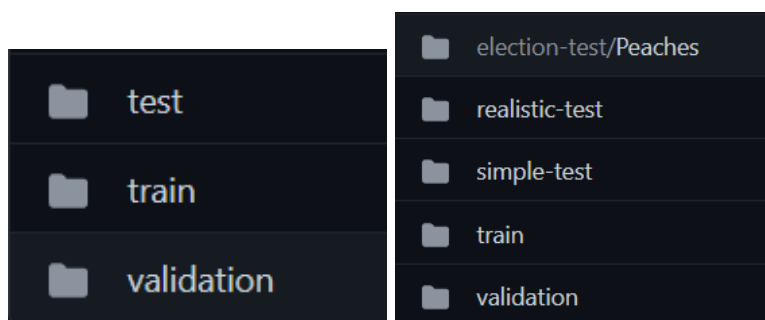 test
train
validation
election-test/Peaches
realistic-test
simple-test
train
validation